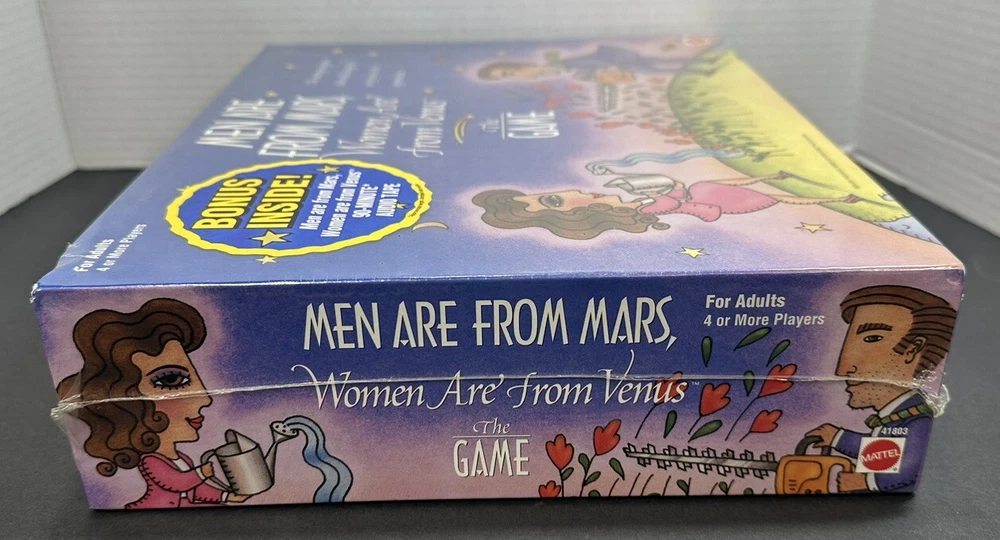 MEN ARE
FROM MARS,
Women Are
From Venus
The
GAME
BONUS
INSIDE!
Men are from Mars,
Women are from Venus
90-MINUTE
AUDIO TAPE
For Adults
4 or More Players
MEN ARE FROM MARS,
Women Are From Venus™
The
GAME
For Adults
4 or More Players
41803
MATTEL